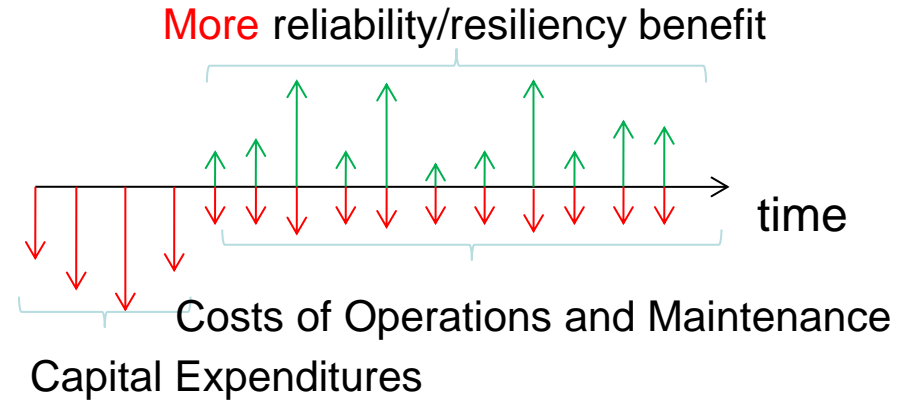 More reliability/resiliency benefit
time
Costs of Operations and Maintenance
Capital Expenditures